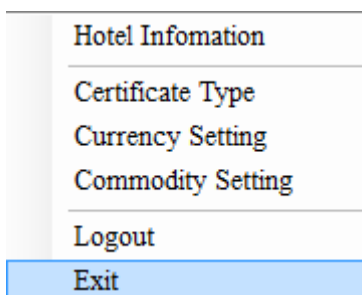 Hotel Infomation
Certificate Type
Currency Setting
Commodity Setting
Logout
Exit